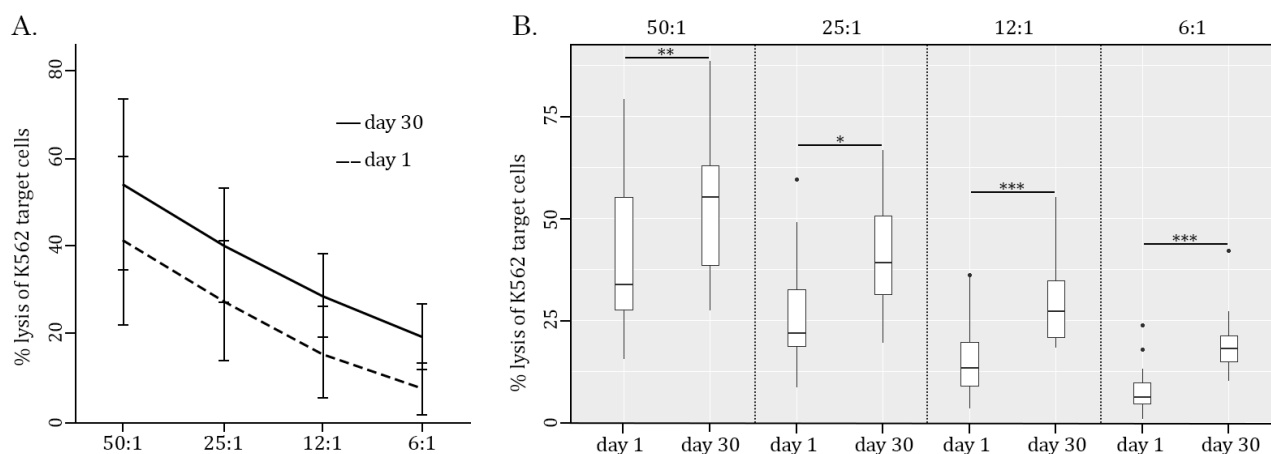 A.
% lysis of K562 target cells
80
60
40
20
0
day 30
day 1
50:1 25:1 12:1 6:1
B.
50:1 25:1 12:1 6:1
% lysis of K562 target cells
75
50
25
0
** * *** ***
day 1 day 30 day 1 day 30 day 1 day 30 day 1 day 30